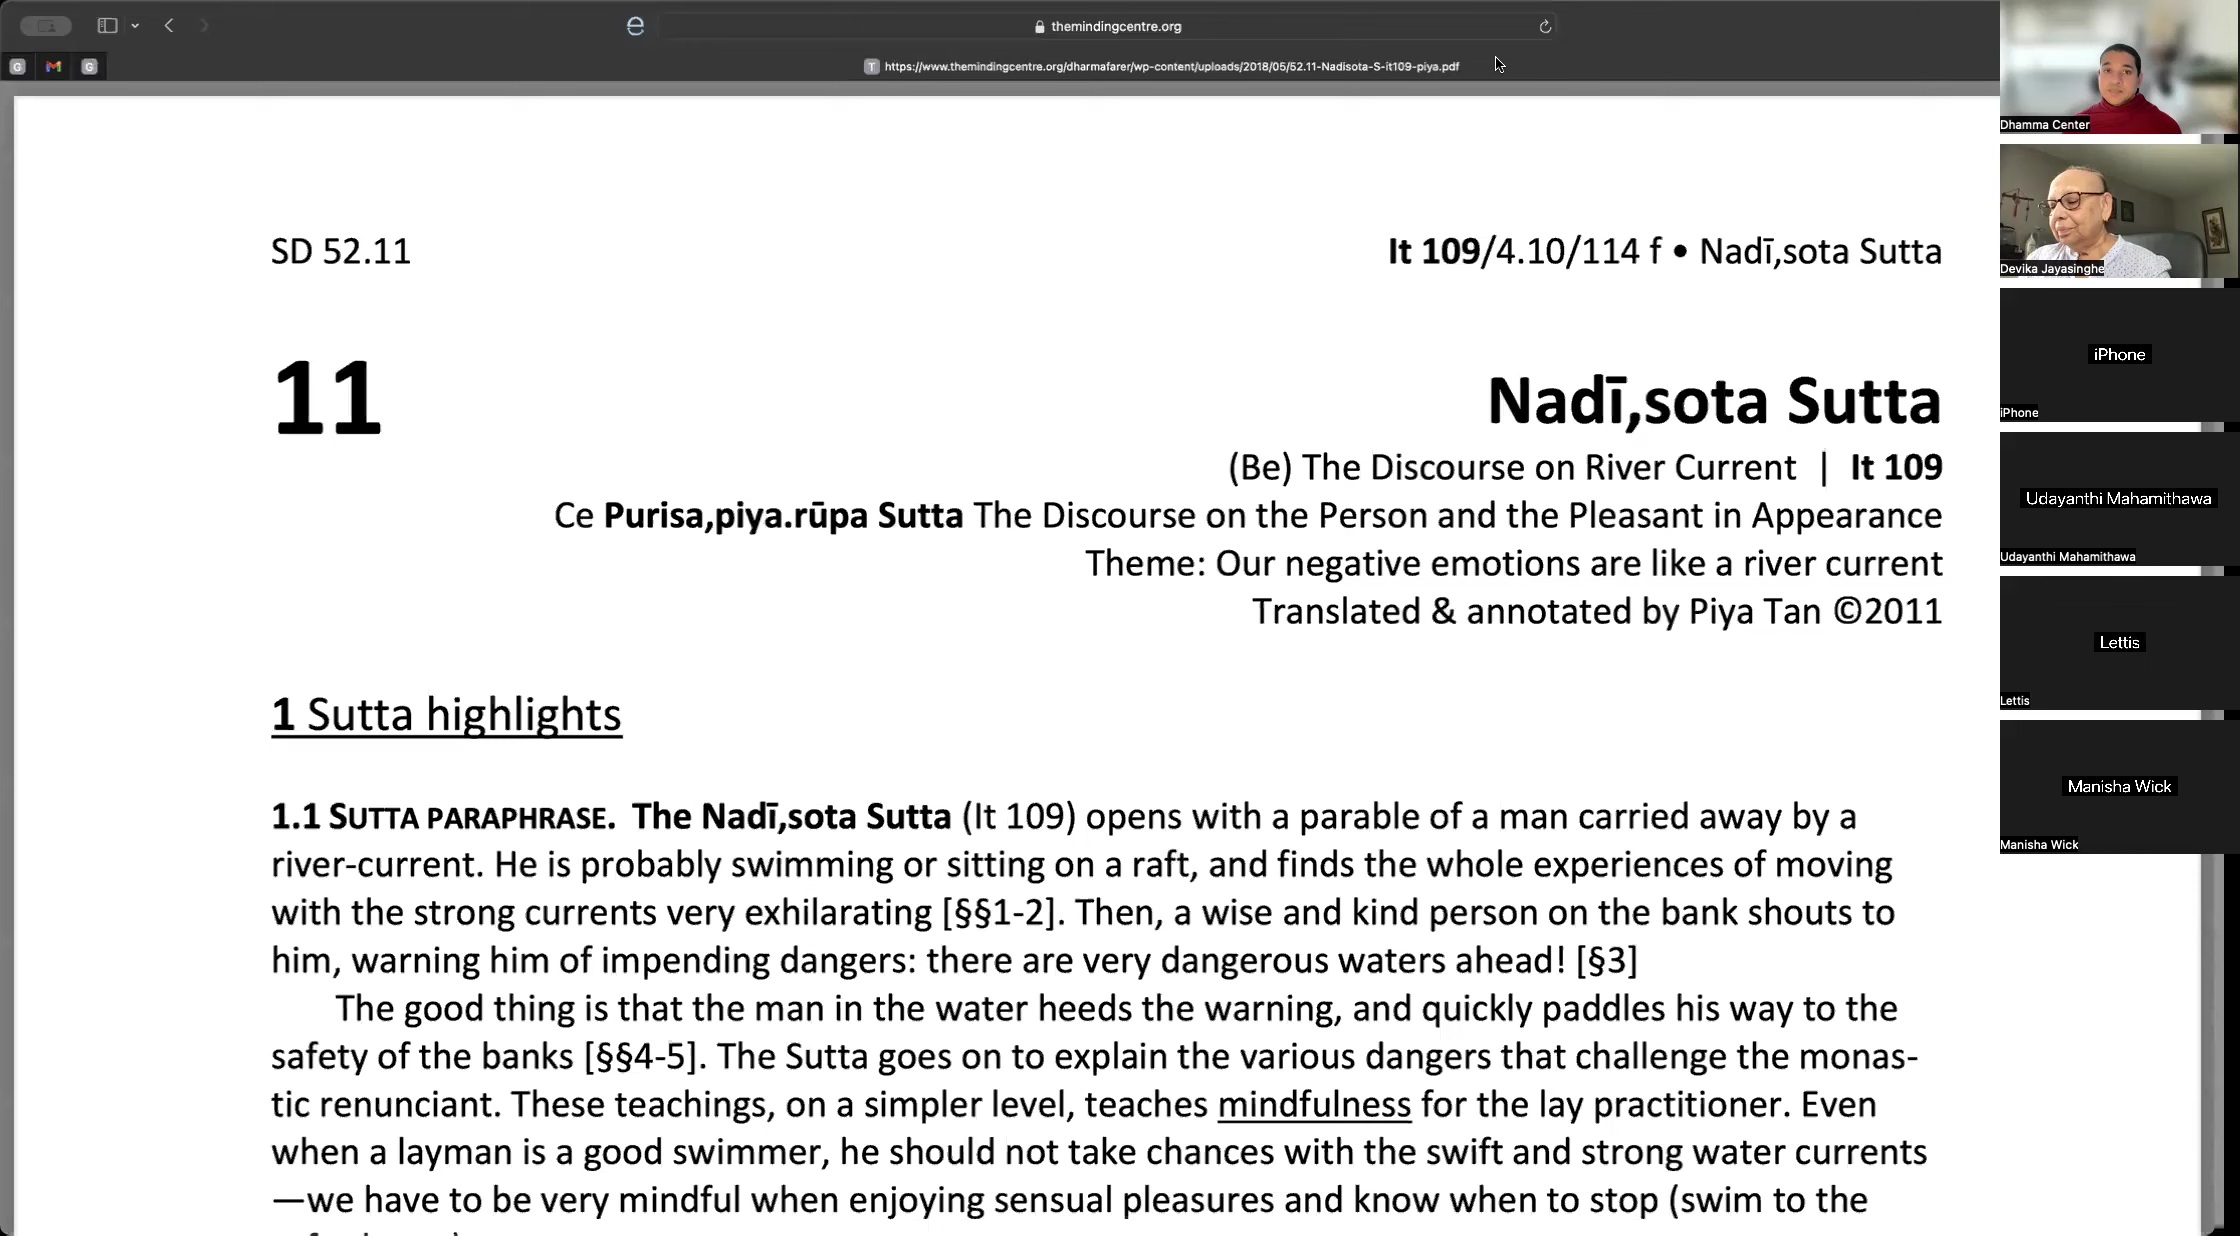 themindingcentre.org
G
G
T https://www.themindingcentre.org/dharmafarer/wp-content/uploads/2018/05/52.11-Nadisota-S-it109-piya.pdf
SD 52.11
It 109/4.10/114 f • Nadī,sota Sutta
11
Nadī,sota Sutta
(Be) The Discourse on River Current | It 109
Ce Purisa,piya.rūpa Sutta The Discourse on the Person and the Pleasant in Appearance
Theme: Our negative emotions are like a river current
Translated & annotated by Piya Tan ©2011
1 Sutta highlights
1.1 SUTTA PARAPHRASE. The Nadī,sota Sutta (It 109) opens with a parable of a man carried away by a
river-current. He is probably swimming or sitting on a raft, and finds the whole experiences of moving
with the strong currents very exhilarating [§§1-2]. Then, a wise and kind person on the bank shouts to
him, warning him of impending dangers: there are very dangerous waters ahead! [§3]
The good thing is that the man in the water heeds the warning, and quickly paddles his way to the
safety of the banks [§§4-5]. The Sutta goes on to explain the various dangers that challenge the monas-
tic renunciant. These teachings, on a simpler level, teaches mindfulness for the lay practitioner. Even
when a layman is a good swimmer, he should not take chances with the swift and strong water currents
—we have to be very mindful when enjoying sensual pleasures and know when to stop (swim to the
Dhamma Center
Devika Jayasinghe
iPhone
iPhone
Udayanthi Mahamithawa
Udayanthi Mahamithawa
Lettis
Lettis
Manisha Wick
Manisha Wick